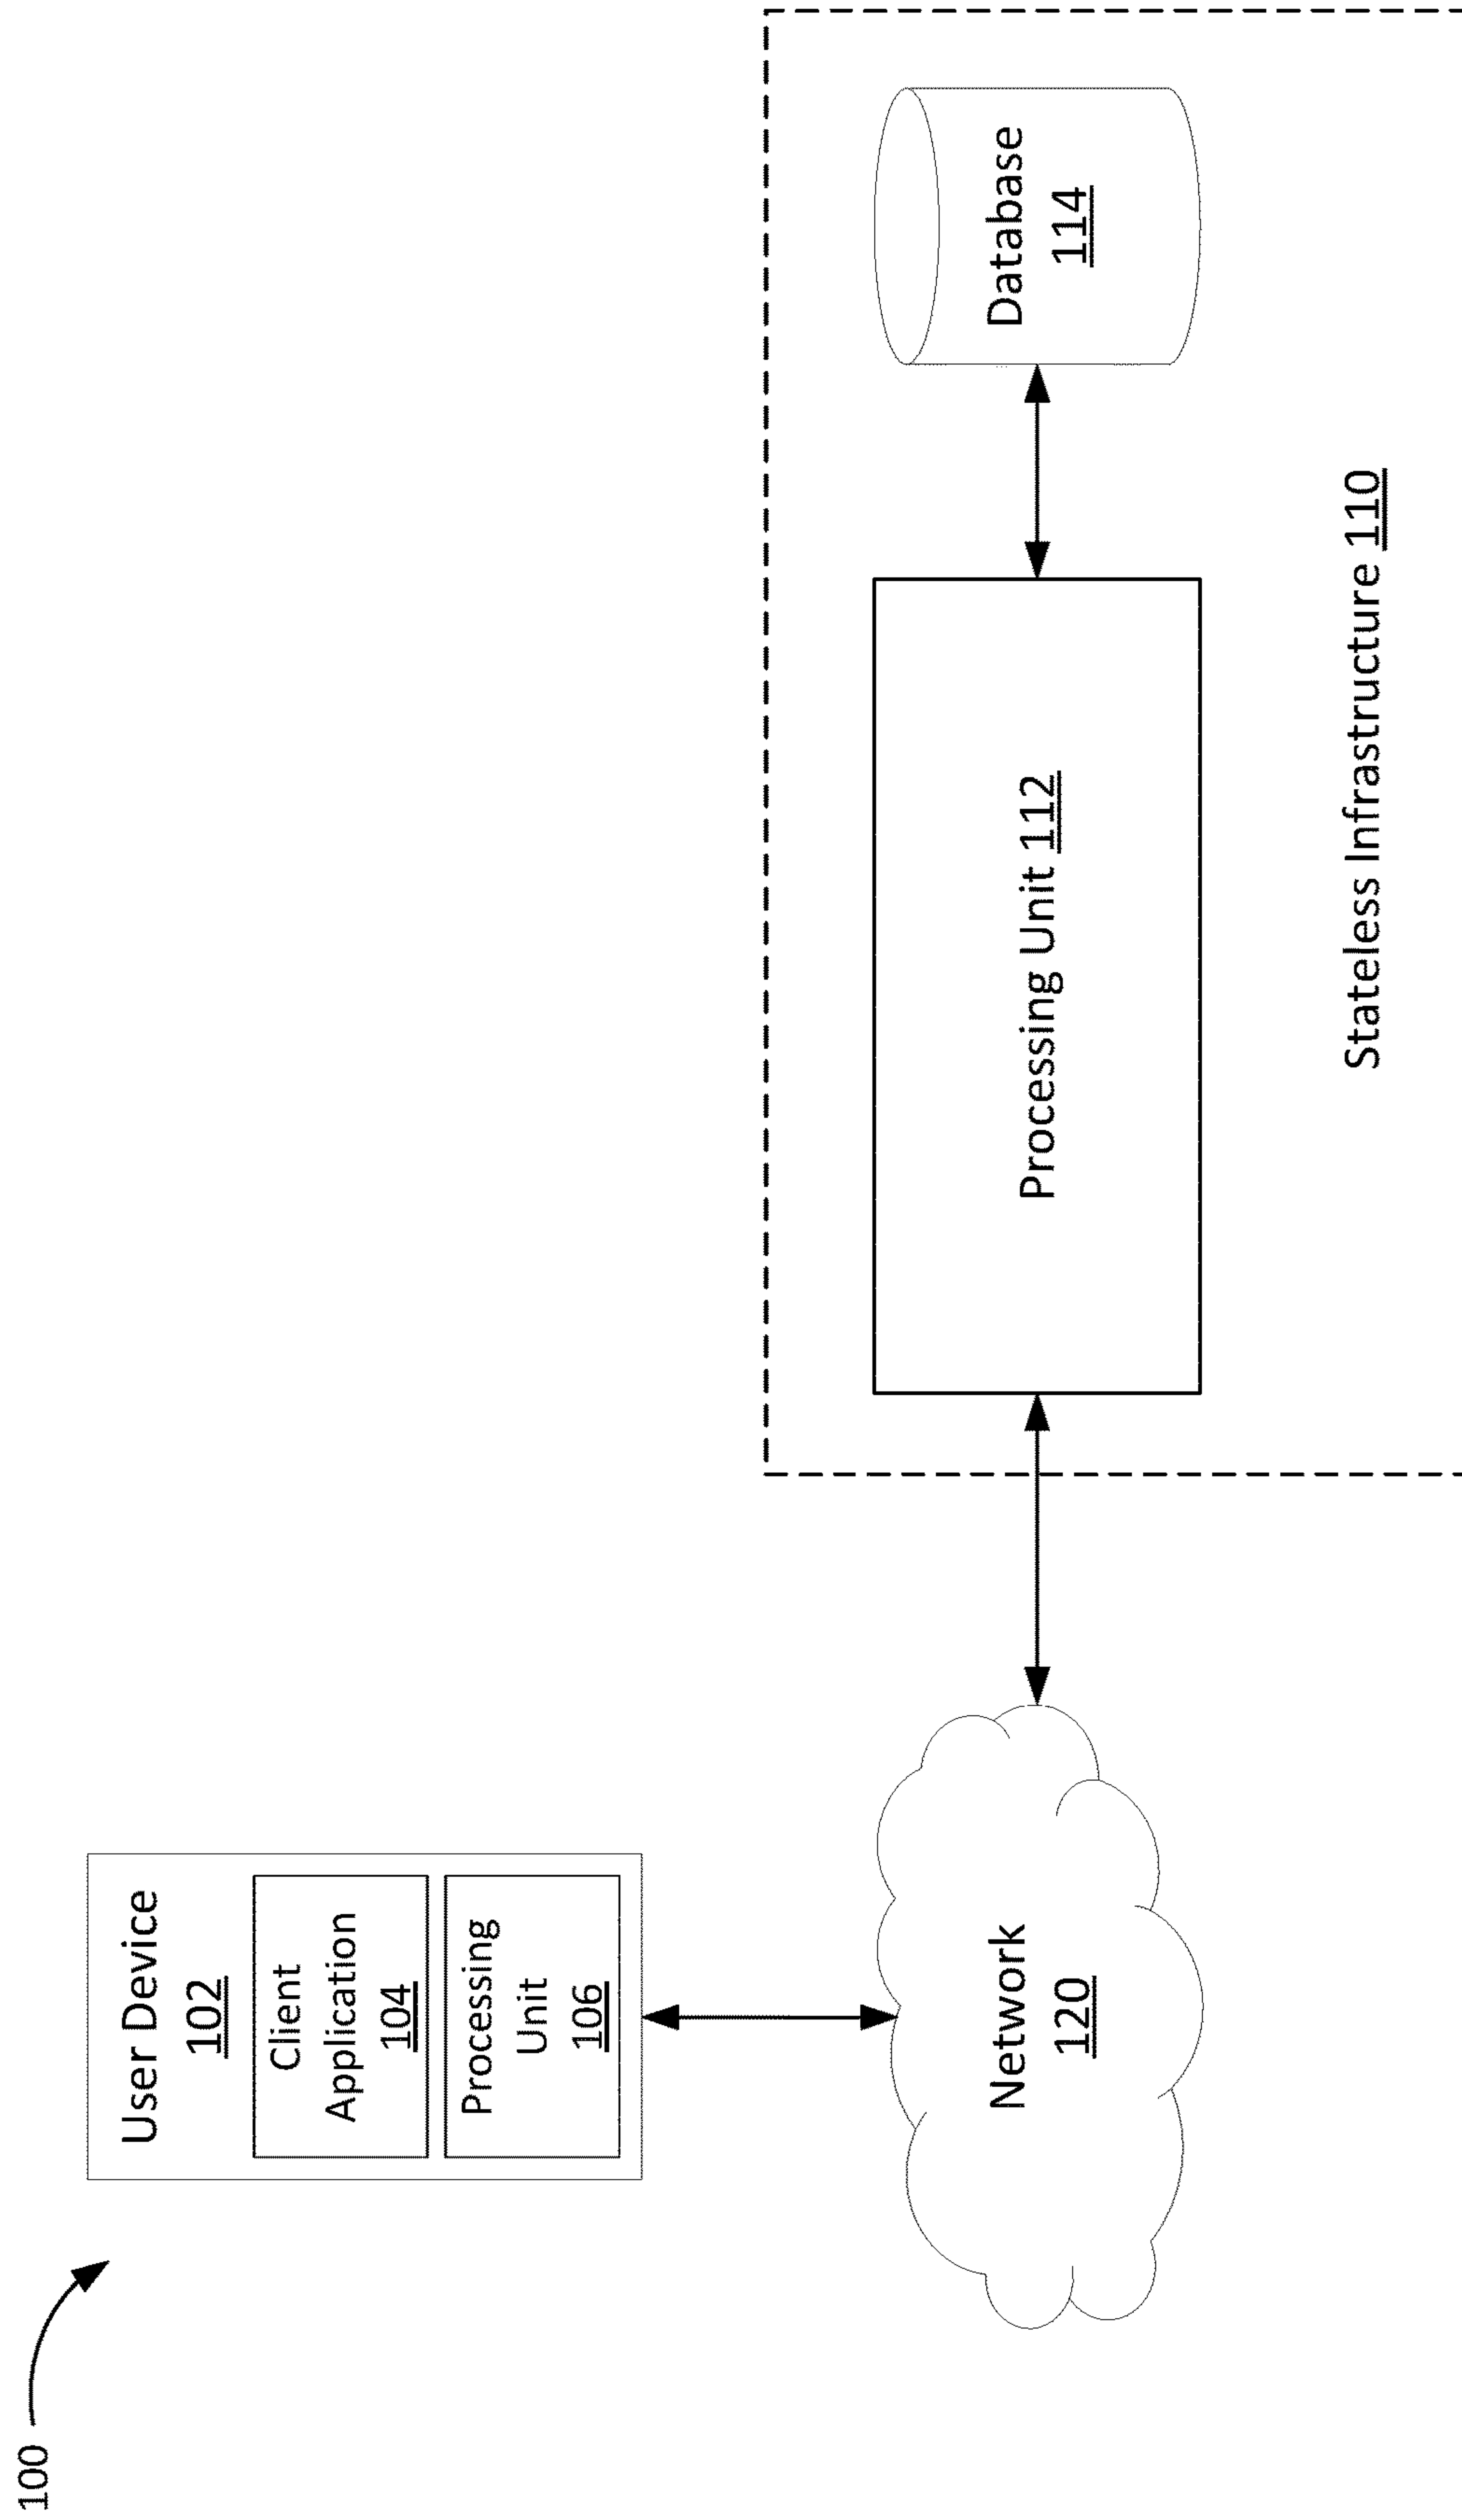 100
User Device
102
Client
Application
104
Processing
Unit
106
Network
120
Processing Unit 112
Database
114
Stateless Infrastructure 110